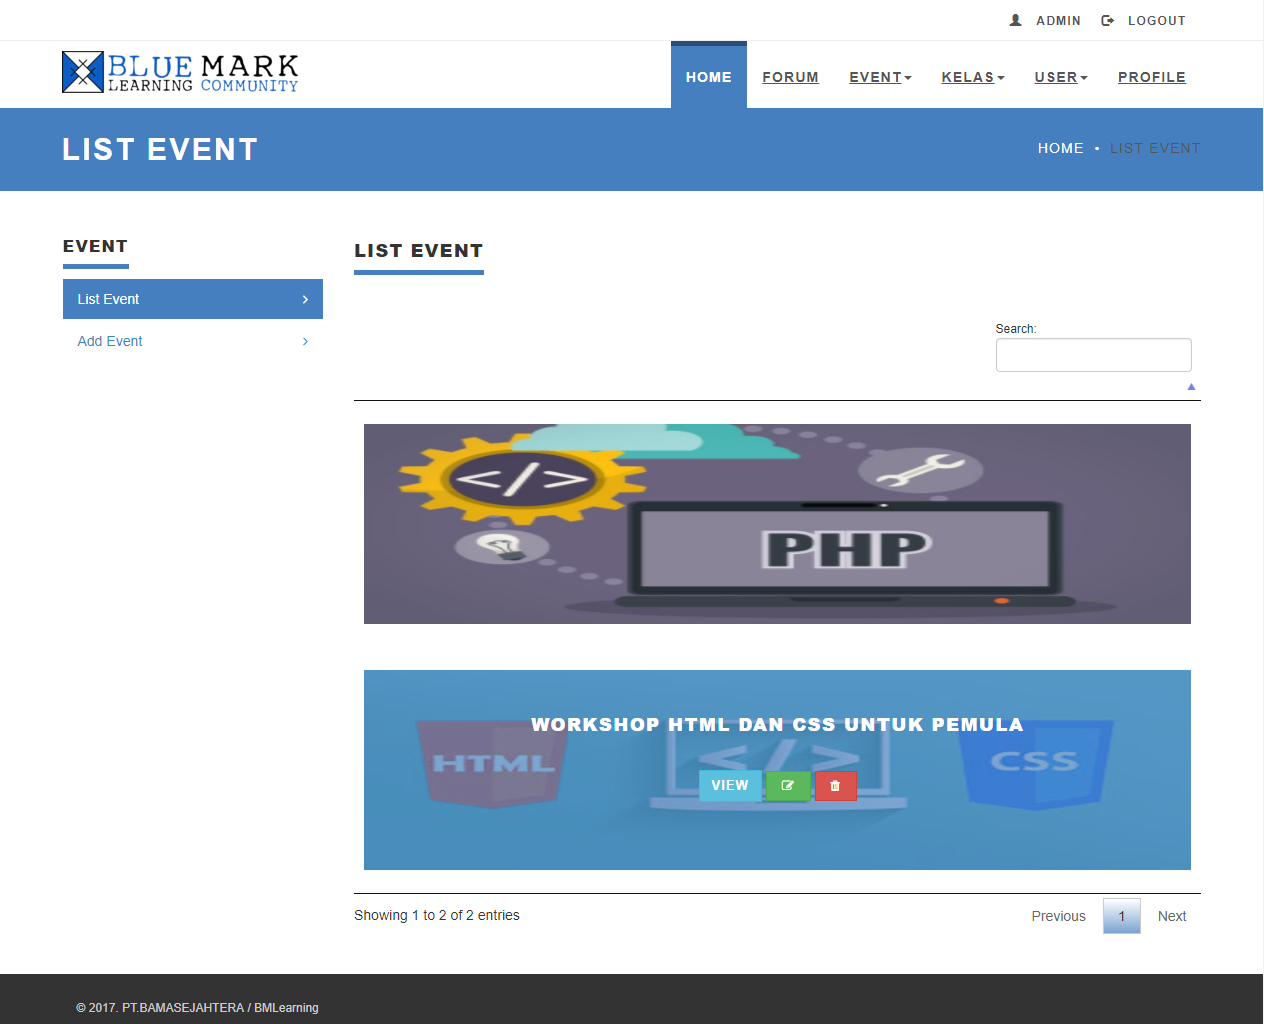 ADMIN LOGOUT
BLUE MARK
LEARNING COMMUNITY
HOME FORUM EVENT KELAS USER PROFILE
LIST EVENT
HOME • LIST EVENT
EVENT
List Event
Add Event
LIST EVENT
Search:
</>
PHP
WORKSHOP HTML DAN CSS UNTUK PEMULA
HTML
</>
CSS
VIEW
Showing 1 to 2 of 2 entries
Previous 1 Next
© 2017. PT.BAMASEJAHTERA / BMLearning